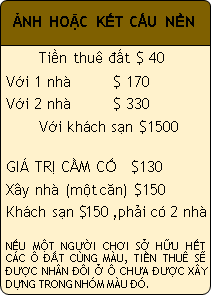 ẢNH HOẶC KẾT CẤU NỀN
Tiền thuê đất $ 40
Với 1 nhà $ 170
Với 2 nhà $ 330
Với khách sạn $1500
GIÁ TRỊ CẦM CỐ $130
Xây nhà (một căn) $150
Khách sạn $150 ,phải có 2 nhà
NẾU MỘT NGƯỜI CHƠI SỞ HỮU HẾT
CÁC Ô ĐẤT CÙNG MÀU, TIỀN THUÊ SẼ
ĐƯỢC NHÂN ĐÔI Ở Ô CHƯA ĐƯỢC XÂY
DỰNG TRONG NHÓM MÀU ĐÓ.